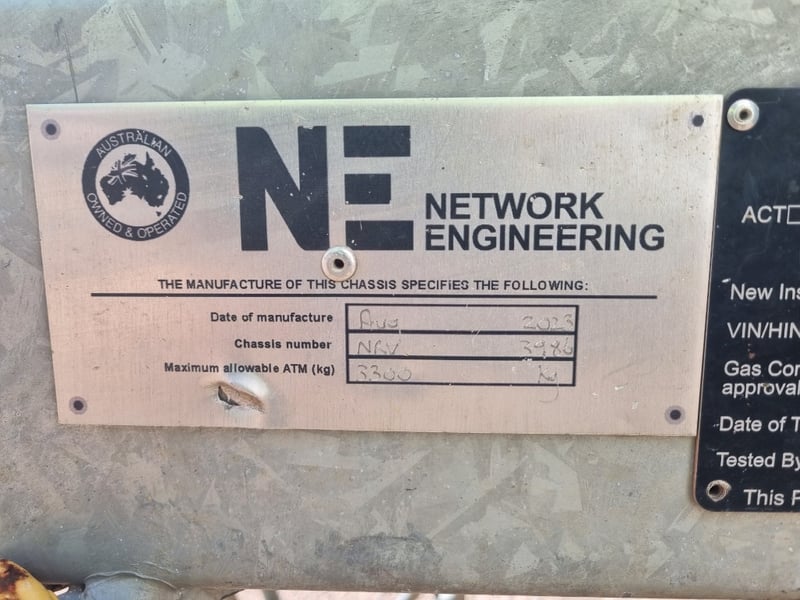 AUSTRALIAN
OWNED & OPERATED
NE NETWORK
ENGINEERING
THE MANUFACTURE OF THIS CHASSIS SPECIFIES THE FOLLOWING:
Date of manufacture Aug 2023
Chassis number NRV 3986
Maximum allowable ATM (kg) 3300 kg
ACT
New Ins
VIN/HIN
Gas Con
approval
Date of T
Tested By
This P